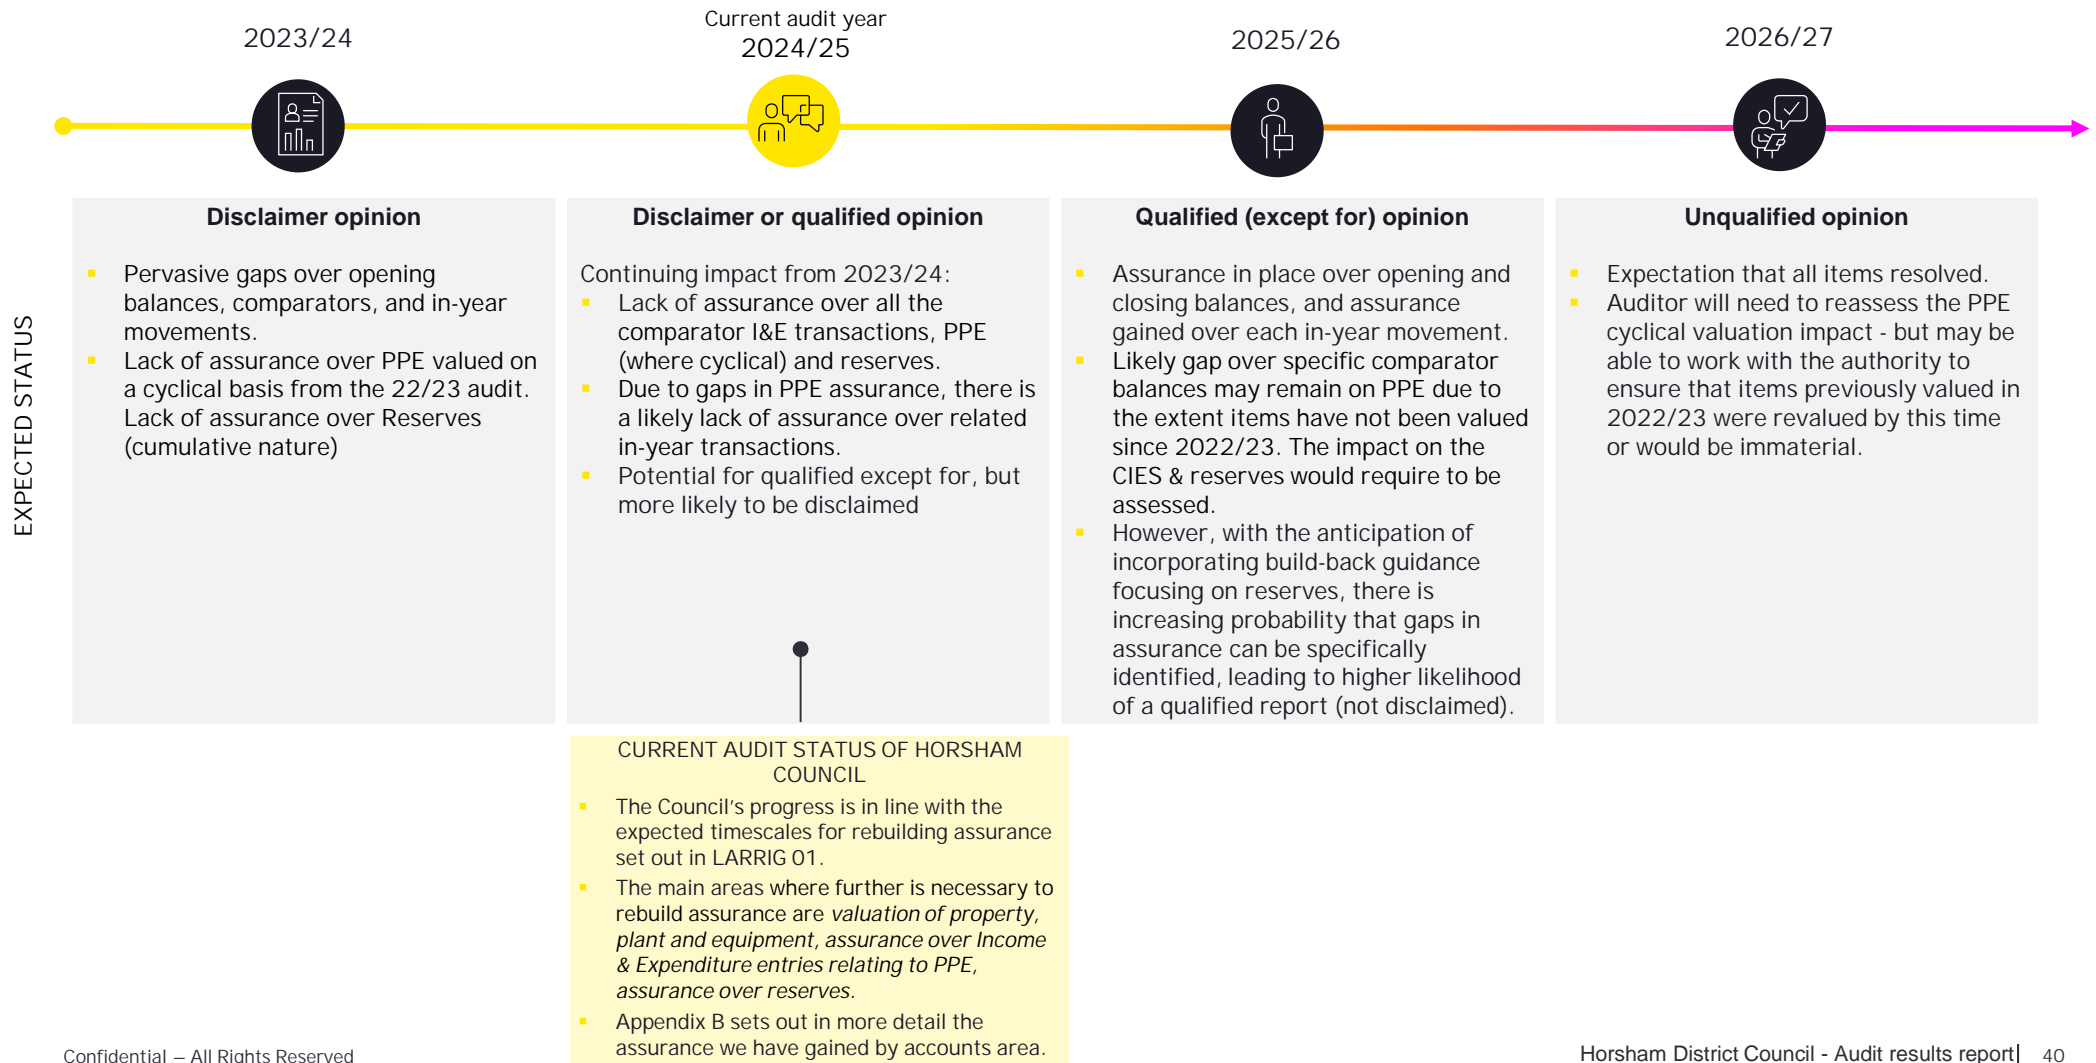 2023/24
Current audit year
2024/25
2025/26
2026/27
EXPECTED STATUS
Disclaimer opinion
▪ Pervasive gaps over opening
balances, comparators, and in-year
movements.
▪ Lack of assurance over PPE valued on
a cyclical basis from the 22/23 audit.
Lack of assurance over Reserves
(cumulative nature)
Disclaimer or qualified opinion
Continuing impact from 2023/24:
▪ Lack of assurance over all the
comparator I&E transactions, PPE
(where cyclical) and reserves.
▪ Due to gaps in PPE assurance, there is
a likely lack of assurance over related
in-year transactions.
▪ Potential for qualified except for, but
more likely to be disclaimed
Qualified (except for) opinion
▪ Assurance in place over opening and
closing balances, and assurance
gained over each in-year movement.
▪ Likely gap over specific comparator
balances may remain on PPE due to
the extent items have not been valued
since 2022/23. The impact on the
CIES & reserves would require to be
assessed.
▪ However, with the anticipation of
incorporating build-back guidance
focusing on reserves, there is
increasing probability that gaps in
assurance can be specifically
identified, leading to higher likelihood
of a qualified report (not disclaimed).
Unqualified opinion
▪ Expectation that all items resolved.
▪ Auditor will need to reassess the PPE
cyclical valuation impact - but may be
able to work with the authority to
ensure that items previously valued in
2022/23 were revalued by this time
or would be immaterial.
CURRENT AUDIT STATUS OF HORSHAM
COUNCIL
▪ The Council’s progress is in line with the
expected timescales for rebuilding assurance
set out in LARRIG 01.
▪ The main areas where further is necessary to
rebuild assurance are valuation of property,
plant and equipment, assurance over Income
& Expenditure entries relating to PPE,
assurance over reserves.
▪ Appendix B sets out in more detail the
assurance we have gained by accounts area.
Confidential – All Rights Reserved
Horsham District Council - Audit results report| 40